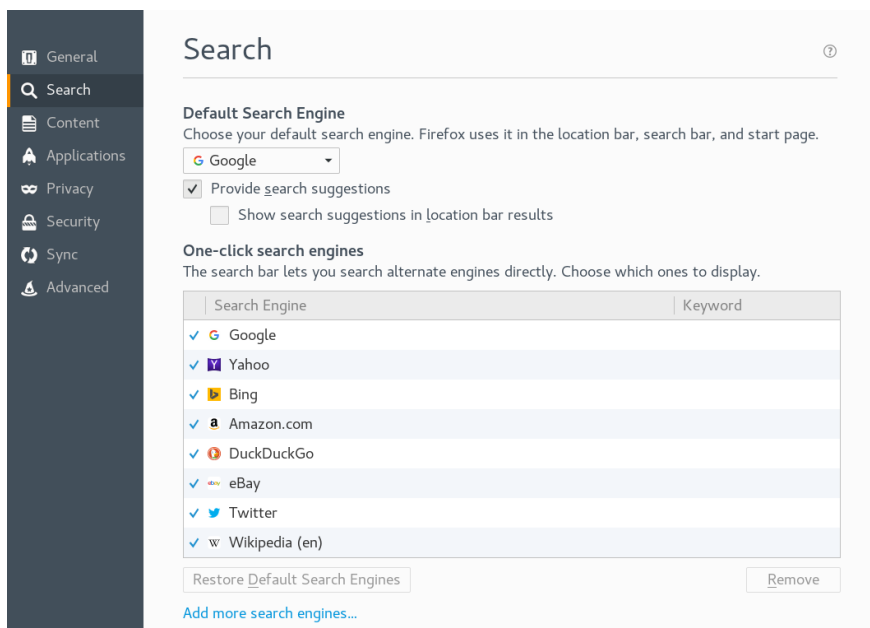 Search
General
Search
Content
Applications
Privacy
Security
Sync
Advanced
Default Search Engine
Choose your default search engine. Firefox uses it in the location bar, search bar, and start page.
Google
Provide search suggestions
Show search suggestions in location bar results
One-click search engines
The search bar lets you search alternate engines directly. Choose which ones to display.
Search Engine Keyword
Google
Yahoo
Bing
Amazon.com
DuckDuckGo
eBay
Twitter
Wikipedia (en)
Restore Default Search Engines Remove
Add more search engines...